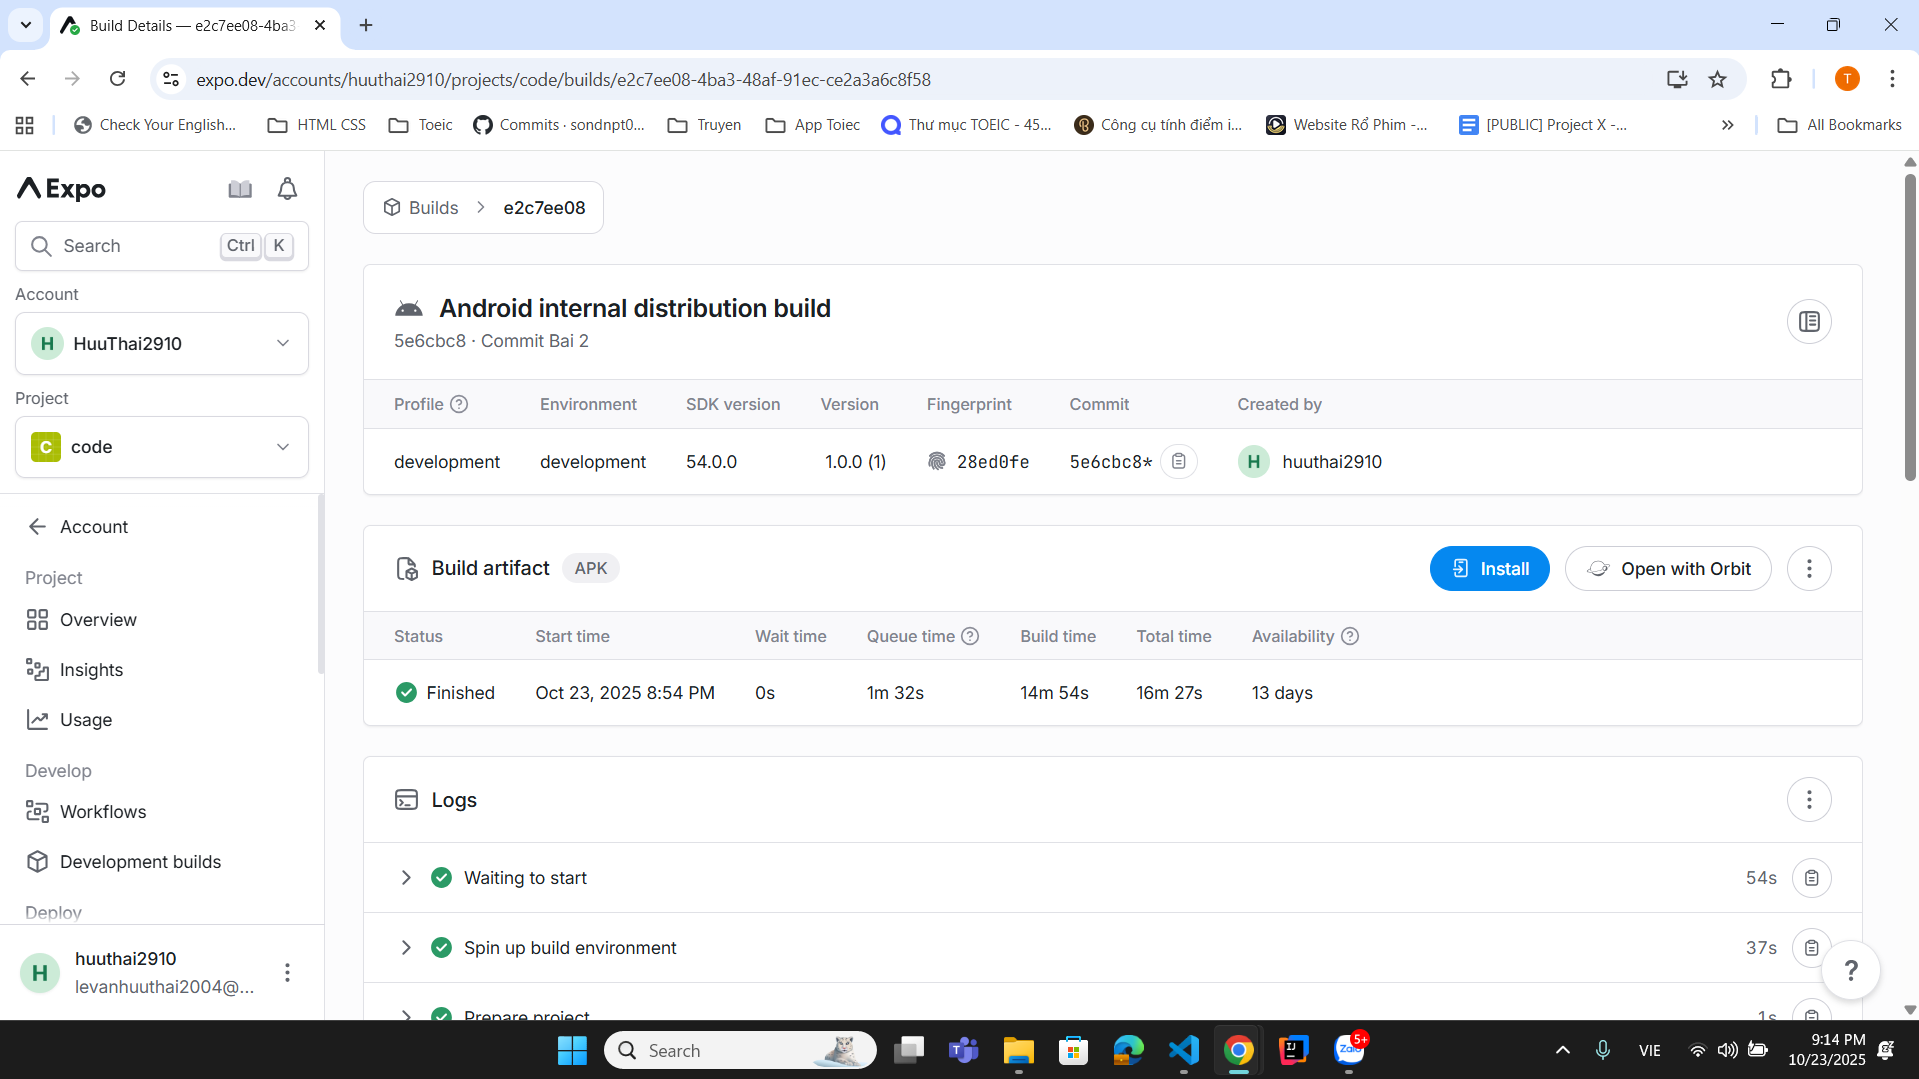 Build Details — e2c7ee08-4ba3
expo.dev/accounts/huuthai2910/projects/code/builds/e2c7ee08-4ba3-48af-91ec-ce2a3a6c8f58
T
Check Your English... HTML CSS Toeic Commits · sondnpt0... Truyen App Toiec Thư mục TOEIC - 45... Công cụ tính điểm i... Website Rổ Phim -... [PUBLIC] Project X -... » All Bookmarks
Expo
Search Ctrl K
Account
H HuuThai2910
Project
C code
Account
Project
Overview
Insights
Usage
Develop
Workflows
Development builds
Deploy
H huuthai2910
levanhuuthai2004@...
Builds > e2c7ee08
Android internal distribution build
5e6cbc8 · Commit Bai 2
Profile Environment SDK version Version Fingerprint Commit Created by
development development 54.0.0 1.0.0 (1) 28ed0fe 5e6cbc8* H huuthai2910
Build artifact APK Install Open with Orbit
Status Start time Wait time Queue time Build time Total time Availability
Finished Oct 23, 2025 8:54 PM 0s 1m 32s 14m 54s 16m 27s 13 days
Logs
Waiting to start 54s
Spin up build environment 37s
Prepare project 1s
?
Search
Zalo 5+
VIE
9:14 PM
10/23/2025